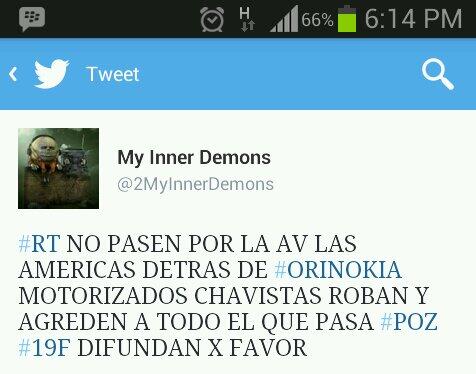 H 66% 6:14 PM
Tweet
My Inner Demons
@2MyInnerDemons
#RT NO PASEN POR LA AV LAS
AMERICAS DETRAS DE #ORINOKIA
MOTORIZADOS CHAVISTAS ROBAN Y
AGREDEN A TODO EL QUE PASA #POZ
#19F DIFUNDAN X FAVOR